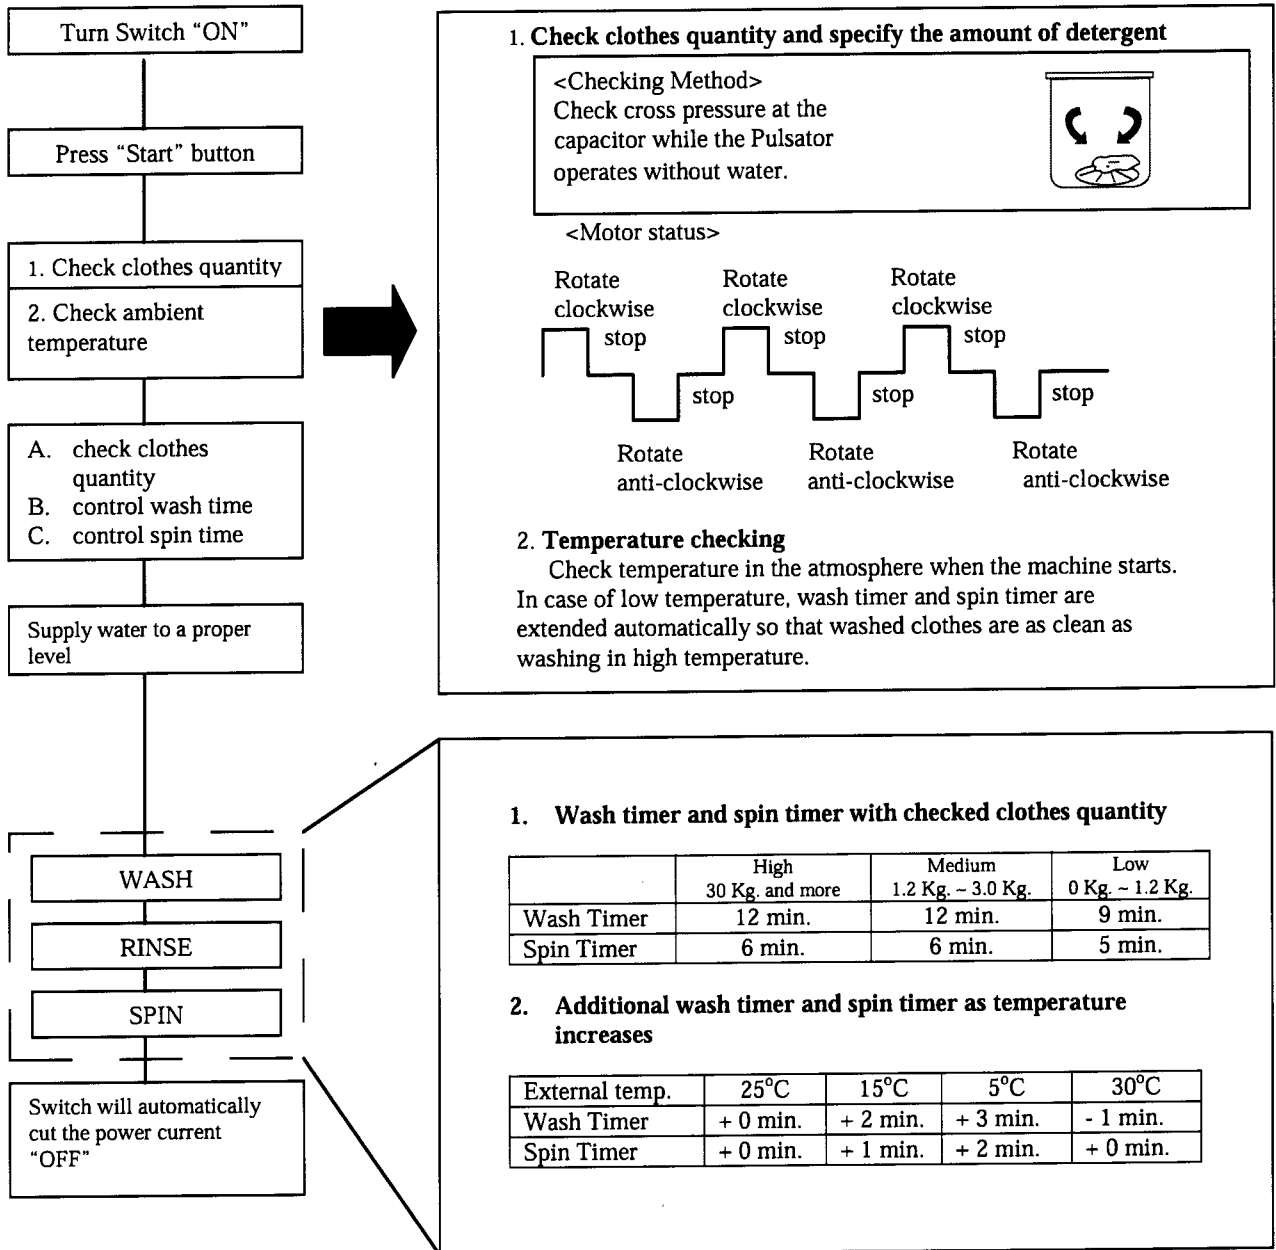 Turn Switch “ON”
Press “Start” button
1. Check clothes quantity
2. Check ambient
temperature
A. check clothes
quantity
B. control wash time
C. control spin time
Supply water to a proper
level
WASH
RINSE
SPIN
Switch will automatically
cut the power current
“OFF”
1. Check clothes quantity and specify the amount of detergent
<Checking Method>
Check cross pressure at the
capacitor while the Pulsator
operates without water.
<Motor status>
Rotate Rotate Rotate
clockwise clockwise clockwise
stop stop stop
stop stop stop
Rotate Rotate Rotate
anti-clockwise anti-clockwise anti-clockwise
2. Temperature checking
Check temperature in the atmosphere when the machine starts.
In case of low temperature, wash timer and spin timer are
extended automatically so that washed clothes are as clean as
washing in high temperature.
1. Wash timer and spin timer with checked clothes quantity
High Medium Low
30 Kg. and more 1.2 Kg. ~ 3.0 Kg. 0 Kg. ~ 1.2 Kg.
Wash Timer 12 min. 12 min. 9 min.
Spin Timer 6 min. 6 min. 5 min.
2. Additional wash timer and spin timer as temperature
increases
External temp. 25°C 15°C 5°C 30°C
Wash Timer + 0 min. + 2 min. + 3 min. - 1 min.
Spin Timer + 0 min. + 1 min. + 2 min. + 0 min.